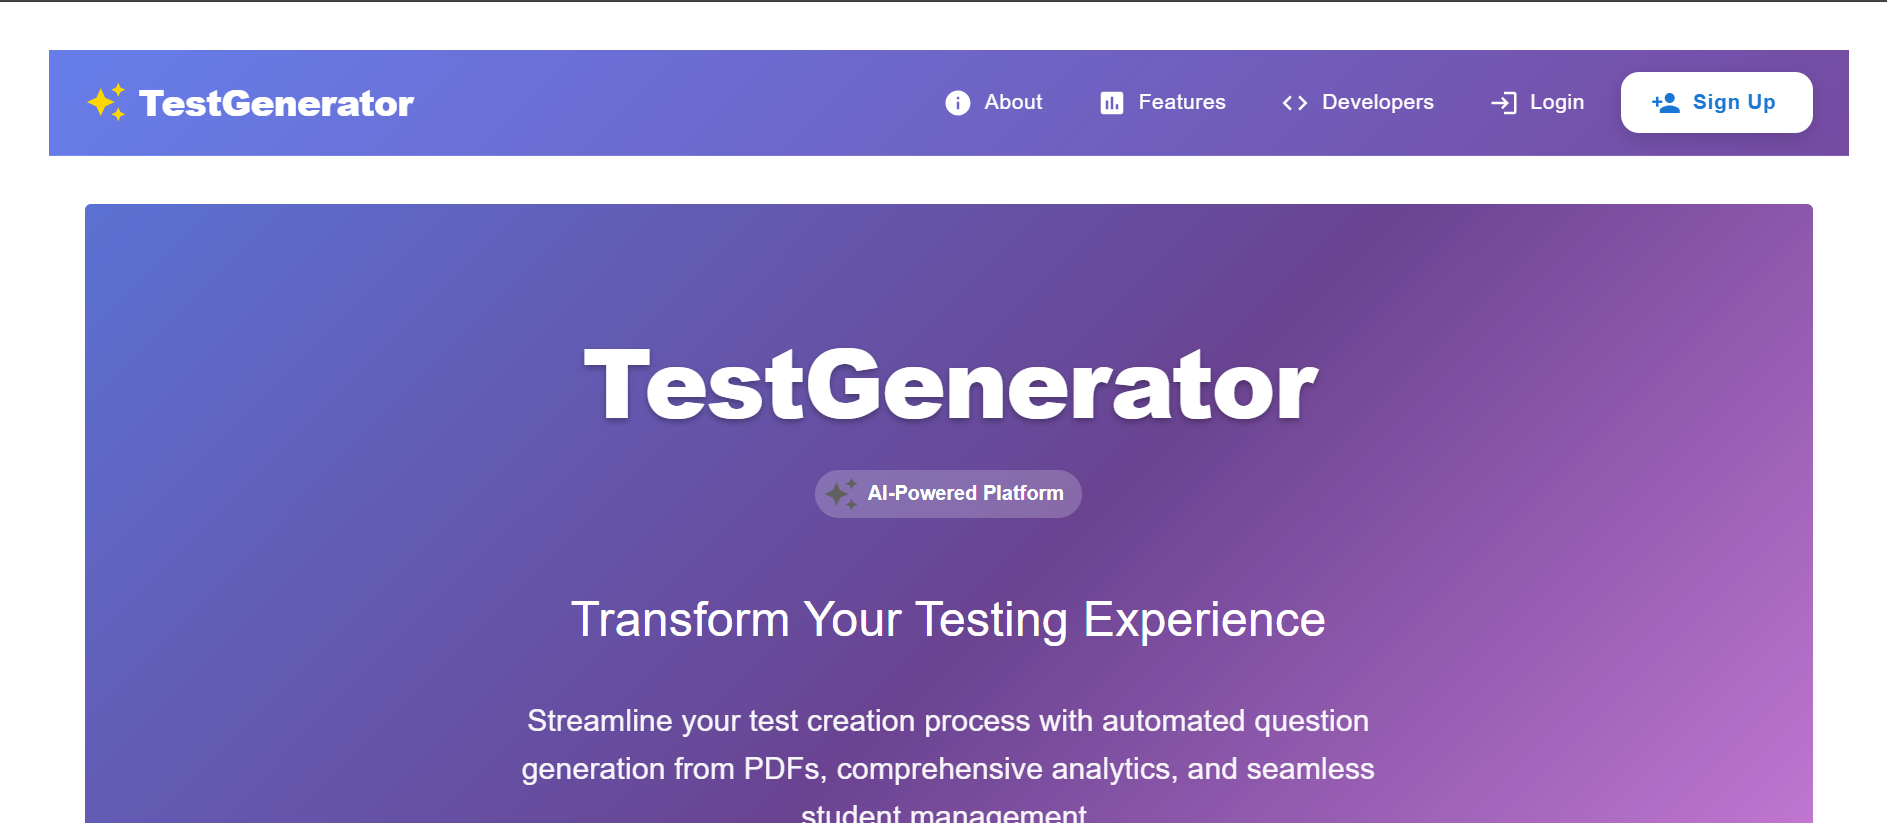 TestGenerator
About
Features
Developers
Login
Sign Up
TestGenerator
AI-Powered Platform
Transform Your Testing Experience
Streamline your test creation process with automated question
generation from PDFs, comprehensive analytics, and seamless
student management